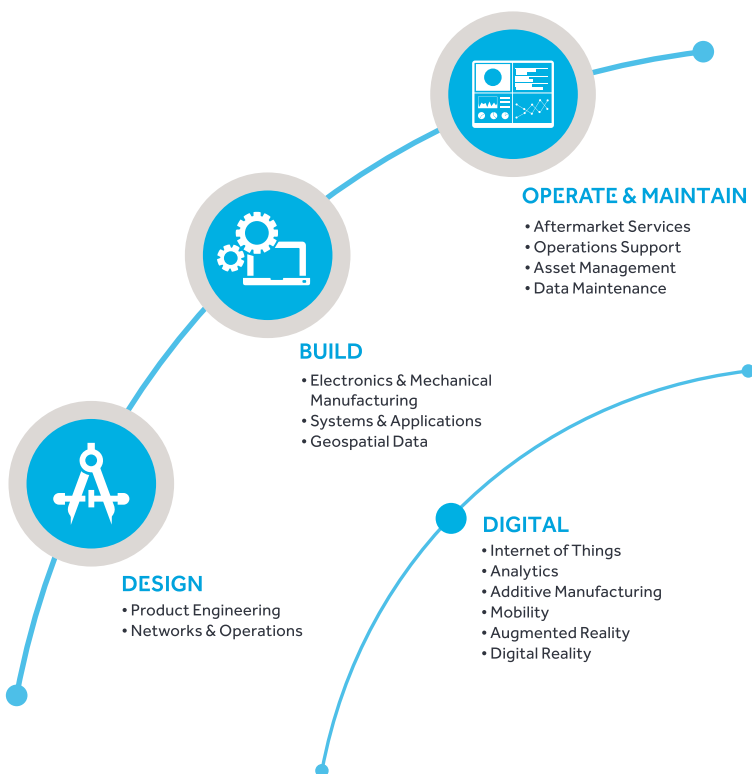 OPERATE & MAINTAIN
• Aftermarket Services
• Operations Support
• Asset Management
• Data Maintenance
BUILD
• Electronics & Mechanical
Manufacturing
• Systems & Applications
• Geospatial Data
DIGITAL
• Internet of Things
• Analytics
• Additive Manufacturing
• Mobility
• Augmented Reality
• Digital Reality
DESIGN
• Product Engineering
• Networks & Operations